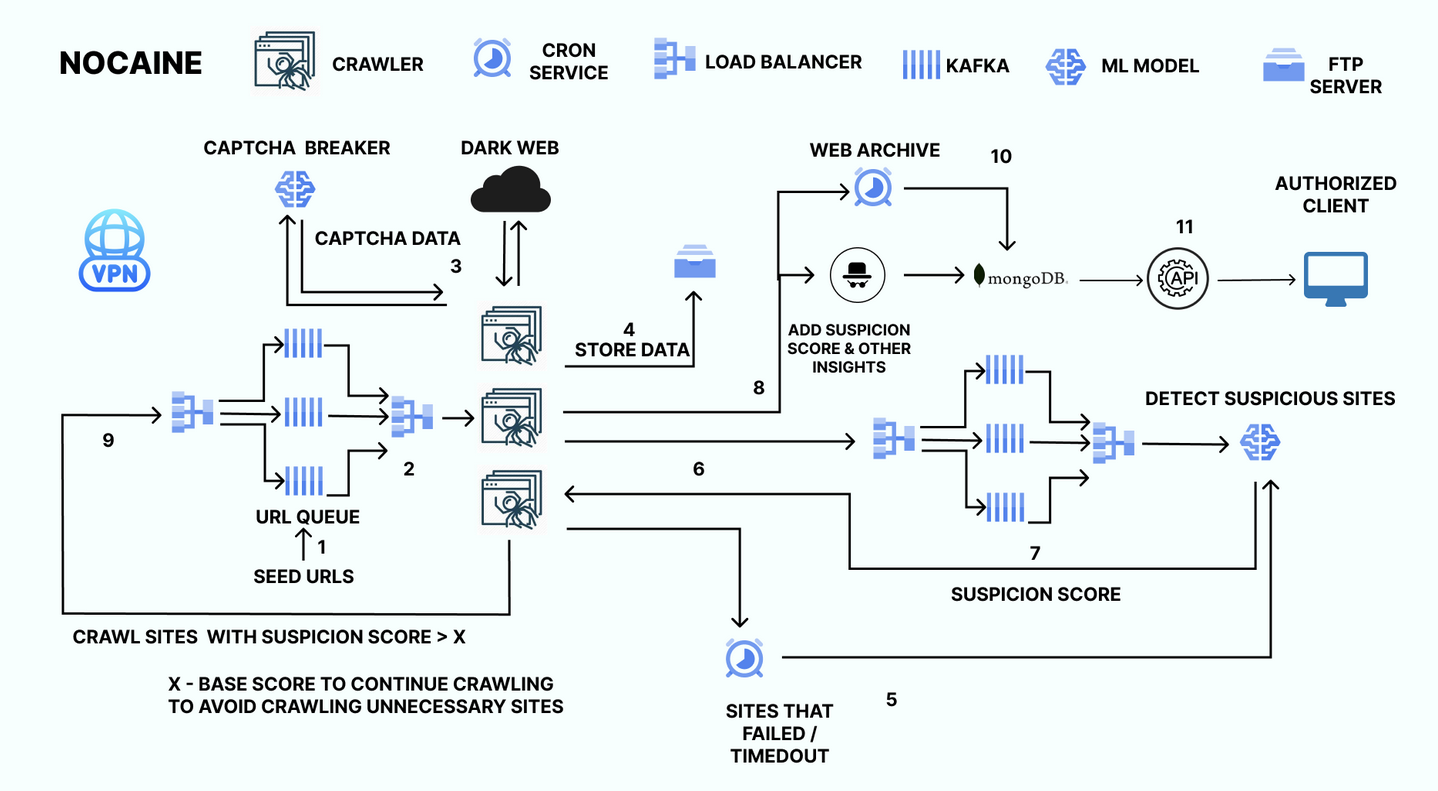 NOCAINE
CRAWLER
CRON
SERVICE
LOAD BALANCER
KAFKA
ML MODEL
FTP
SERVER
CAPTCHA BREAKER
DARK WEB
WEB ARCHIVE
10
AUTHORIZED
CLIENT
VPN
CAPTCHA DATA
3
11
mongoDB.
API
4
STORE DATA
ADD SUSPICION
SCORE & OTHER
INSIGHTS
8
DETECT SUSPICIOUS SITES
9
2
6
URL QUEUE
1
SEED URLS
7
SUSPICION SCORE
CRAWL SITES WITH SUSPICION SCORE > X
X - BASE SCORE TO CONTINUE CRAWLING
TO AVOID CRAWLING UNNECESSARY SITES
5
SITES THAT
FAILED /
TIMEDOUT